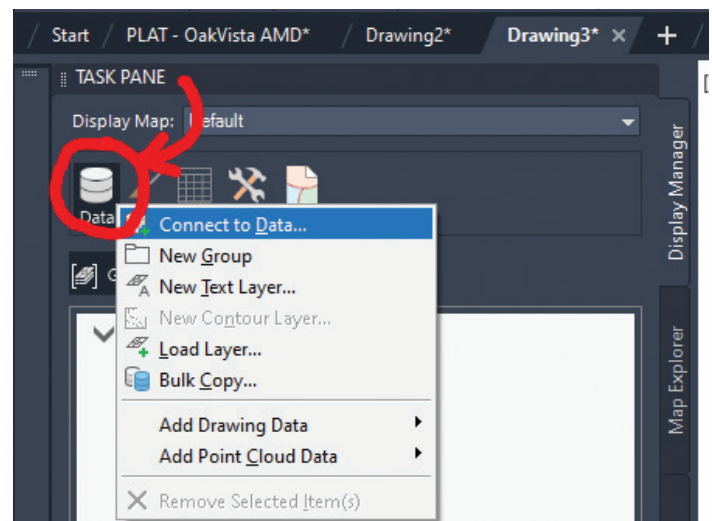 Start PLAT - OakVista AMD* Drawing2* Drawing3*
TASK PANE
Display Map: Default
Data
Connect to Data...
New Group
New Text Layer...
New Contour Layer...
Load Layer...
Bulk Copy...
Add Drawing Data
Add Point Cloud Data
Remove Selected Item(s)
Display Manager
Map Explorer